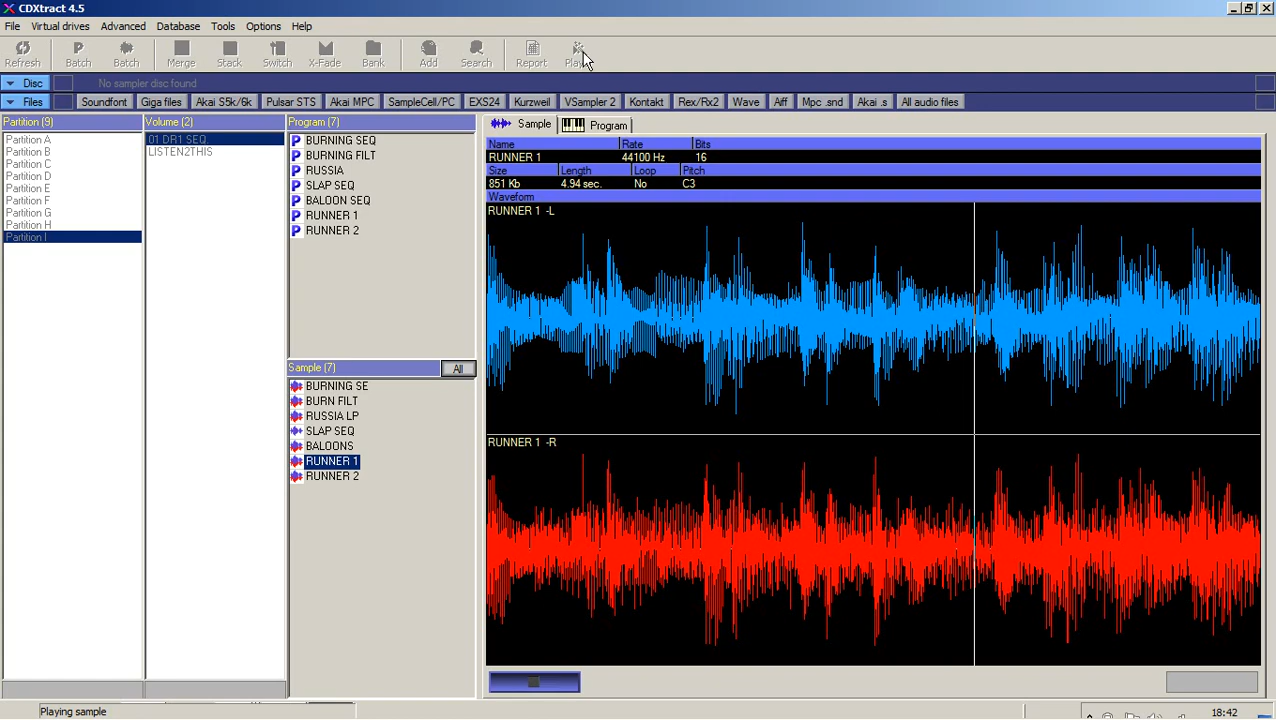 CDXtract 4.5
File Virtual drives Advanced Database Tools Options Help
Refresh Batch Batch Merge Stack Switch X-Fade Bank Add Search Report
Disc No sampler disc found
Files Soundfont Giga files Akai S5k/6k Pulsar STS Akai MPC SampleCell/PC EXS24 Kurzweil VSampler 2 Kontakt Rex/Rx2 Wave Aiff Mpc .snd Akai .s All audio files
Partition (9)
Partition A
Partition B
Partition C
Partition D
Partition E
Partition F
Partition G
Partition H
Partition I
Volume (2)
01 DR1 SEQ
LISTEN2THIS
Program (7)
BURNING SEQ
BURNING FILT
RUSSIA
SLAP SEQ
BALOON SEQ
RUNNER 1
RUNNER 2
Sample (7) All
BURNING SE
BURN FILT
RUSSIA LP
SLAP SEQ
BALOONS
RUNNER 1
RUNNER 2
Sample Program
Name Rate Bits
RUNNER 1 44100 Hz 16
Size Length Loop Pitch
851 Kb 4.94 sec. No C3
Waveform
RUNNER 1 -L
RUNNER 1 -R
Playing sample
18:42